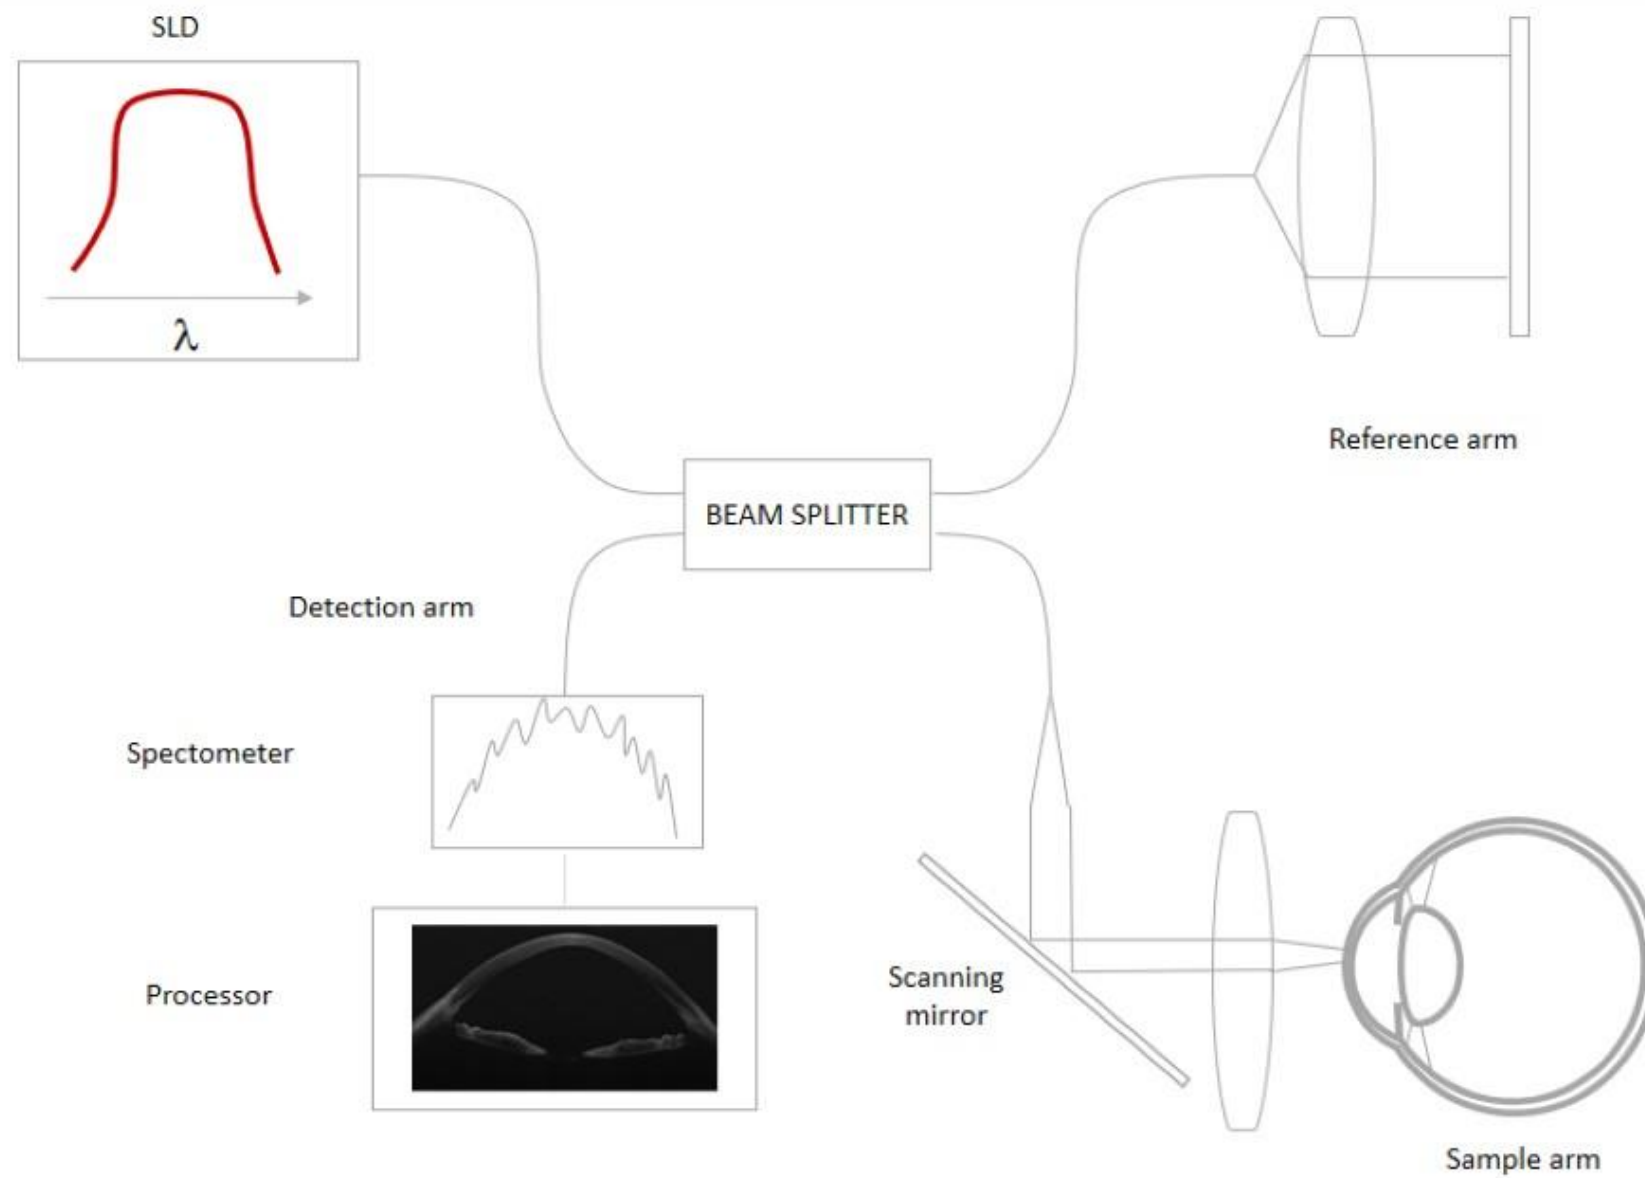 SLD
λ
Reference arm
BEAM SPLITTER
Detection arm
Spectometer
Processor
Scanning
mirror
Sample arm